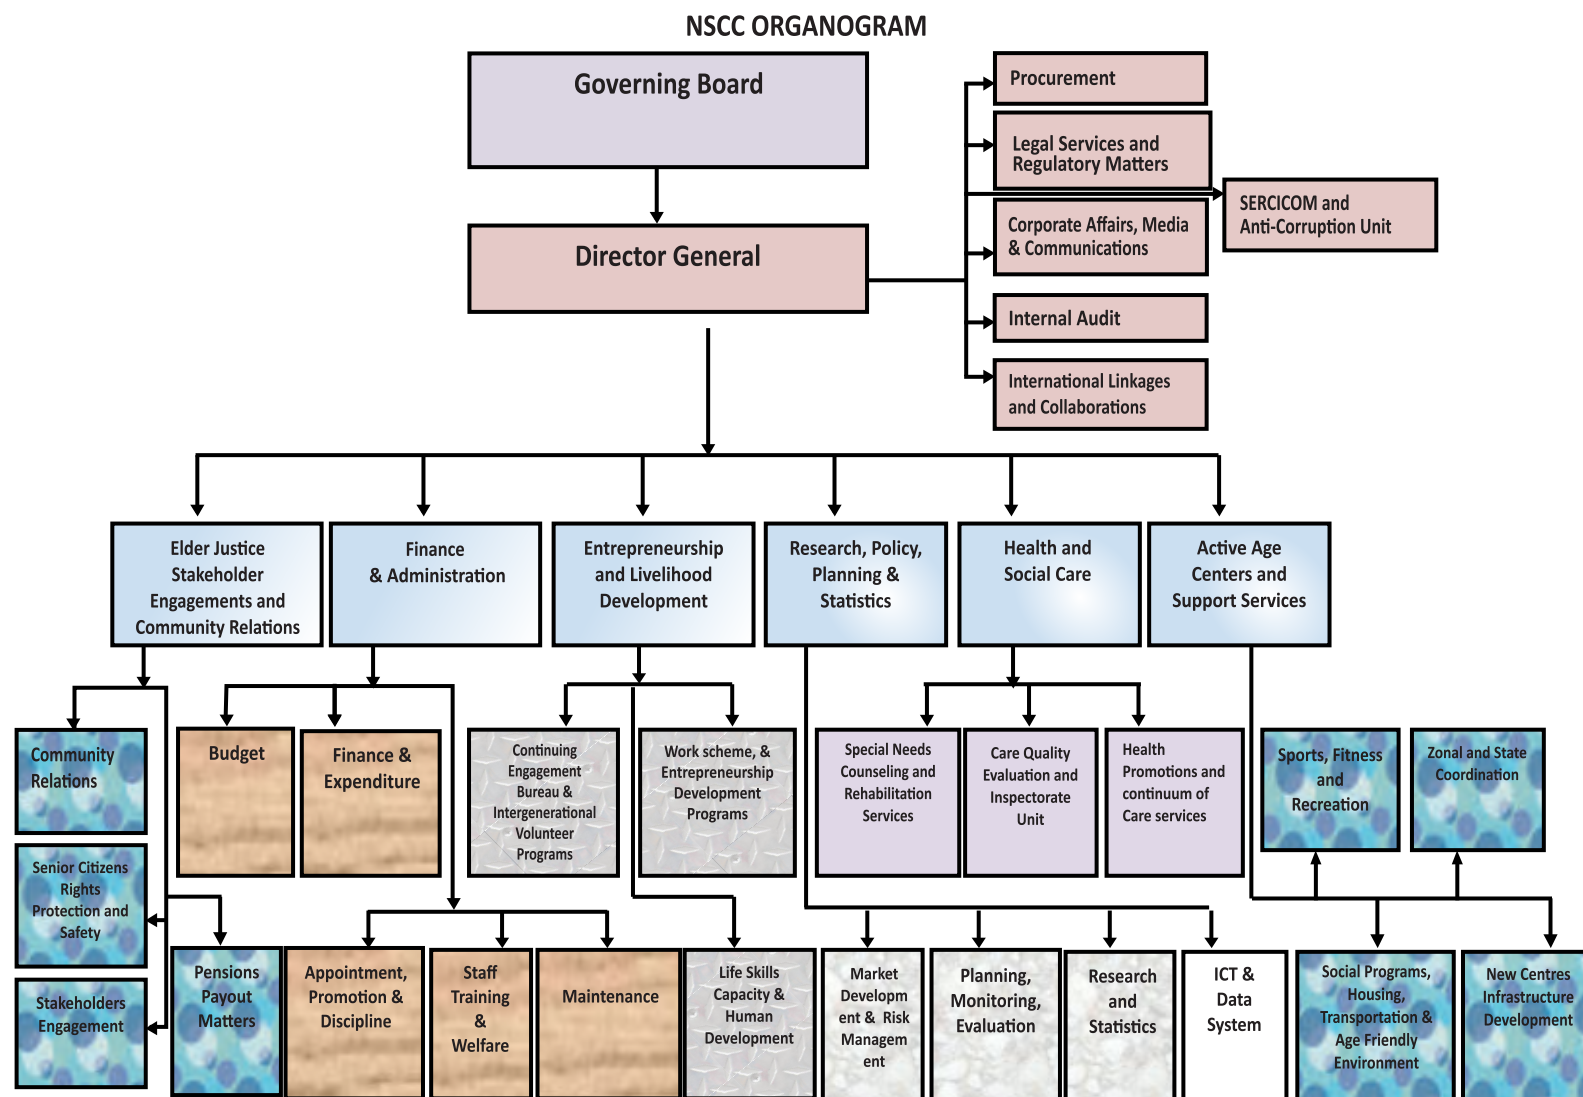 NSCC ORGANOGRAM
Governing Board
Director General
Procurement
Legal Services and
Regulatory Matters
SERCICOM and
Anti-Corruption Unit
Corporate Affairs, Media
& Communications
Internal Audit
International Linkages
and Collaborations
Elder Justice
Stakeholder
Engagements and
Community Relations
Finance
& Administration
Entrepreneurship
and Livelihood
Development
Research, Policy,
Planning &
Statistics
Health and
Social Care
Active Age
Centers and
Support Services
Community
Relations
Budget
Finance &
Expenditure
Continuing
Engagement
Bureau &
Intergenerational
Volunteer
Programs
Work scheme, &
Entrepreneurship
Development
Programs
Special Needs
Counseling and
Rehabilitation
Services
Care Quality
Evaluation and
Inspectorate
Unit
Health
Promotions and
continuum of
Care services
Sports, Fitness
and
Recreation
Zonal and State
Coordination
Senior Citizens
Rights
Protection and
Safety
Stakeholders
Engagement
Pensions
Payout
Matters
Appointment,
Promotion &
Discipline
Staff
Training
&
Welfare
Maintenance
Life Skills
Capacity &
Human
Development
Market
Developm
ent & Risk
Managem
ent
Planning,
Monitoring,
Evaluation
Research
and
Statistics
ICT &
Data
System
Social Programs,
Housing,
Transportation &
Age Friendly
Environment
New Centres
Infrastructure
Development